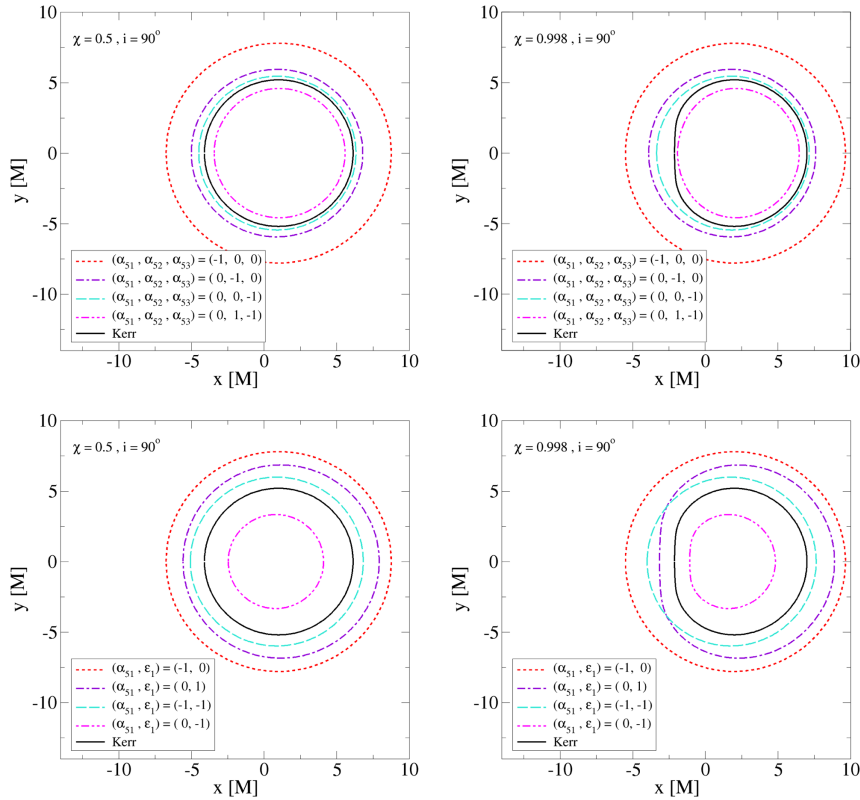 10
5
0
-5
-10
y [M]
χ = 0.5 , i = 90°
(α51 , α52 , α53) = (-1, 0, 0)
(α51 , α52 , α53) = ( 0, -1, 0)
(α51 , α52 , α53) = ( 0, 0, -1)
(α51 , α52 , α53) = ( 0, 1, -1)
Kerr
-10 -5 0 5 10
x [M]
10
5
0
-5
-10
y [M]
χ = 0.998 , i = 90°
(α51 , α52 , α53) = (-1, 0, 0)
(α51 , α52 , α53) = ( 0, -1, 0)
(α51 , α52 , α53) = ( 0, 0, -1)
(α51 , α52 , α53) = ( 0, 1, -1)
Kerr
-10 -5 0 5 10
x [M]
10
5
0
-5
-10
y [M]
χ = 0.5 , i = 90°
(α51 , ε1) = (-1, 0)
(α51 , ε1) = ( 0, 1)
(α51 , ε1) = (-1, -1)
(α51 , ε1) = ( 0, -1)
Kerr
-10 -5 0 5 10
x [M]
10
5
0
-5
-10
y [M]
χ = 0.998 , i = 90°
(α51 , ε1) = (-1, 0)
(α51 , ε1) = ( 0, 1)
(α51 , ε1) = (-1, -1)
(α51 , ε1) = ( 0, -1)
Kerr
-10 -5 0 5 10
x [M]